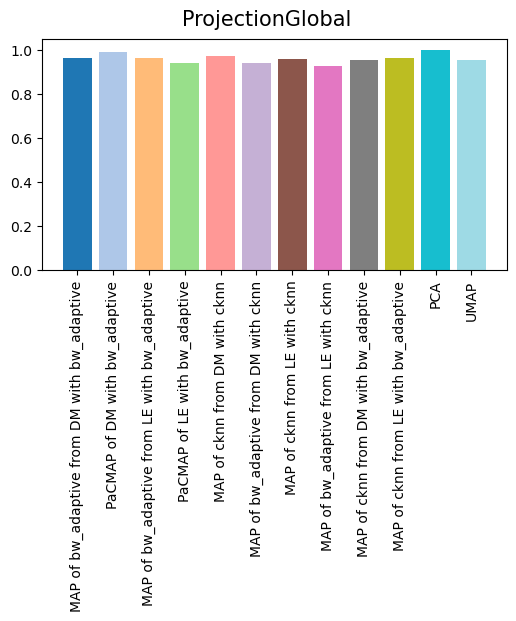 ProjectionGlobal
1.0
0.8
0.6
0.4
0.2
0.0
MAP of bw_adaptive from DM with bw_adaptive
PaCMAP of DM with bw_adaptive
MAP of bw_adaptive from LE with bw_adaptive
PaCMAP of LE with bw_adaptive
MAP of cknn from DM with cknn
MAP of bw_adaptive from DM with cknn
MAP of cknn from LE with cknn
MAP of bw_adaptive from LE with cknn
MAP of cknn from DM with bw_adaptive
MAP of cknn from LE with bw_adaptive
PCA
UMAP